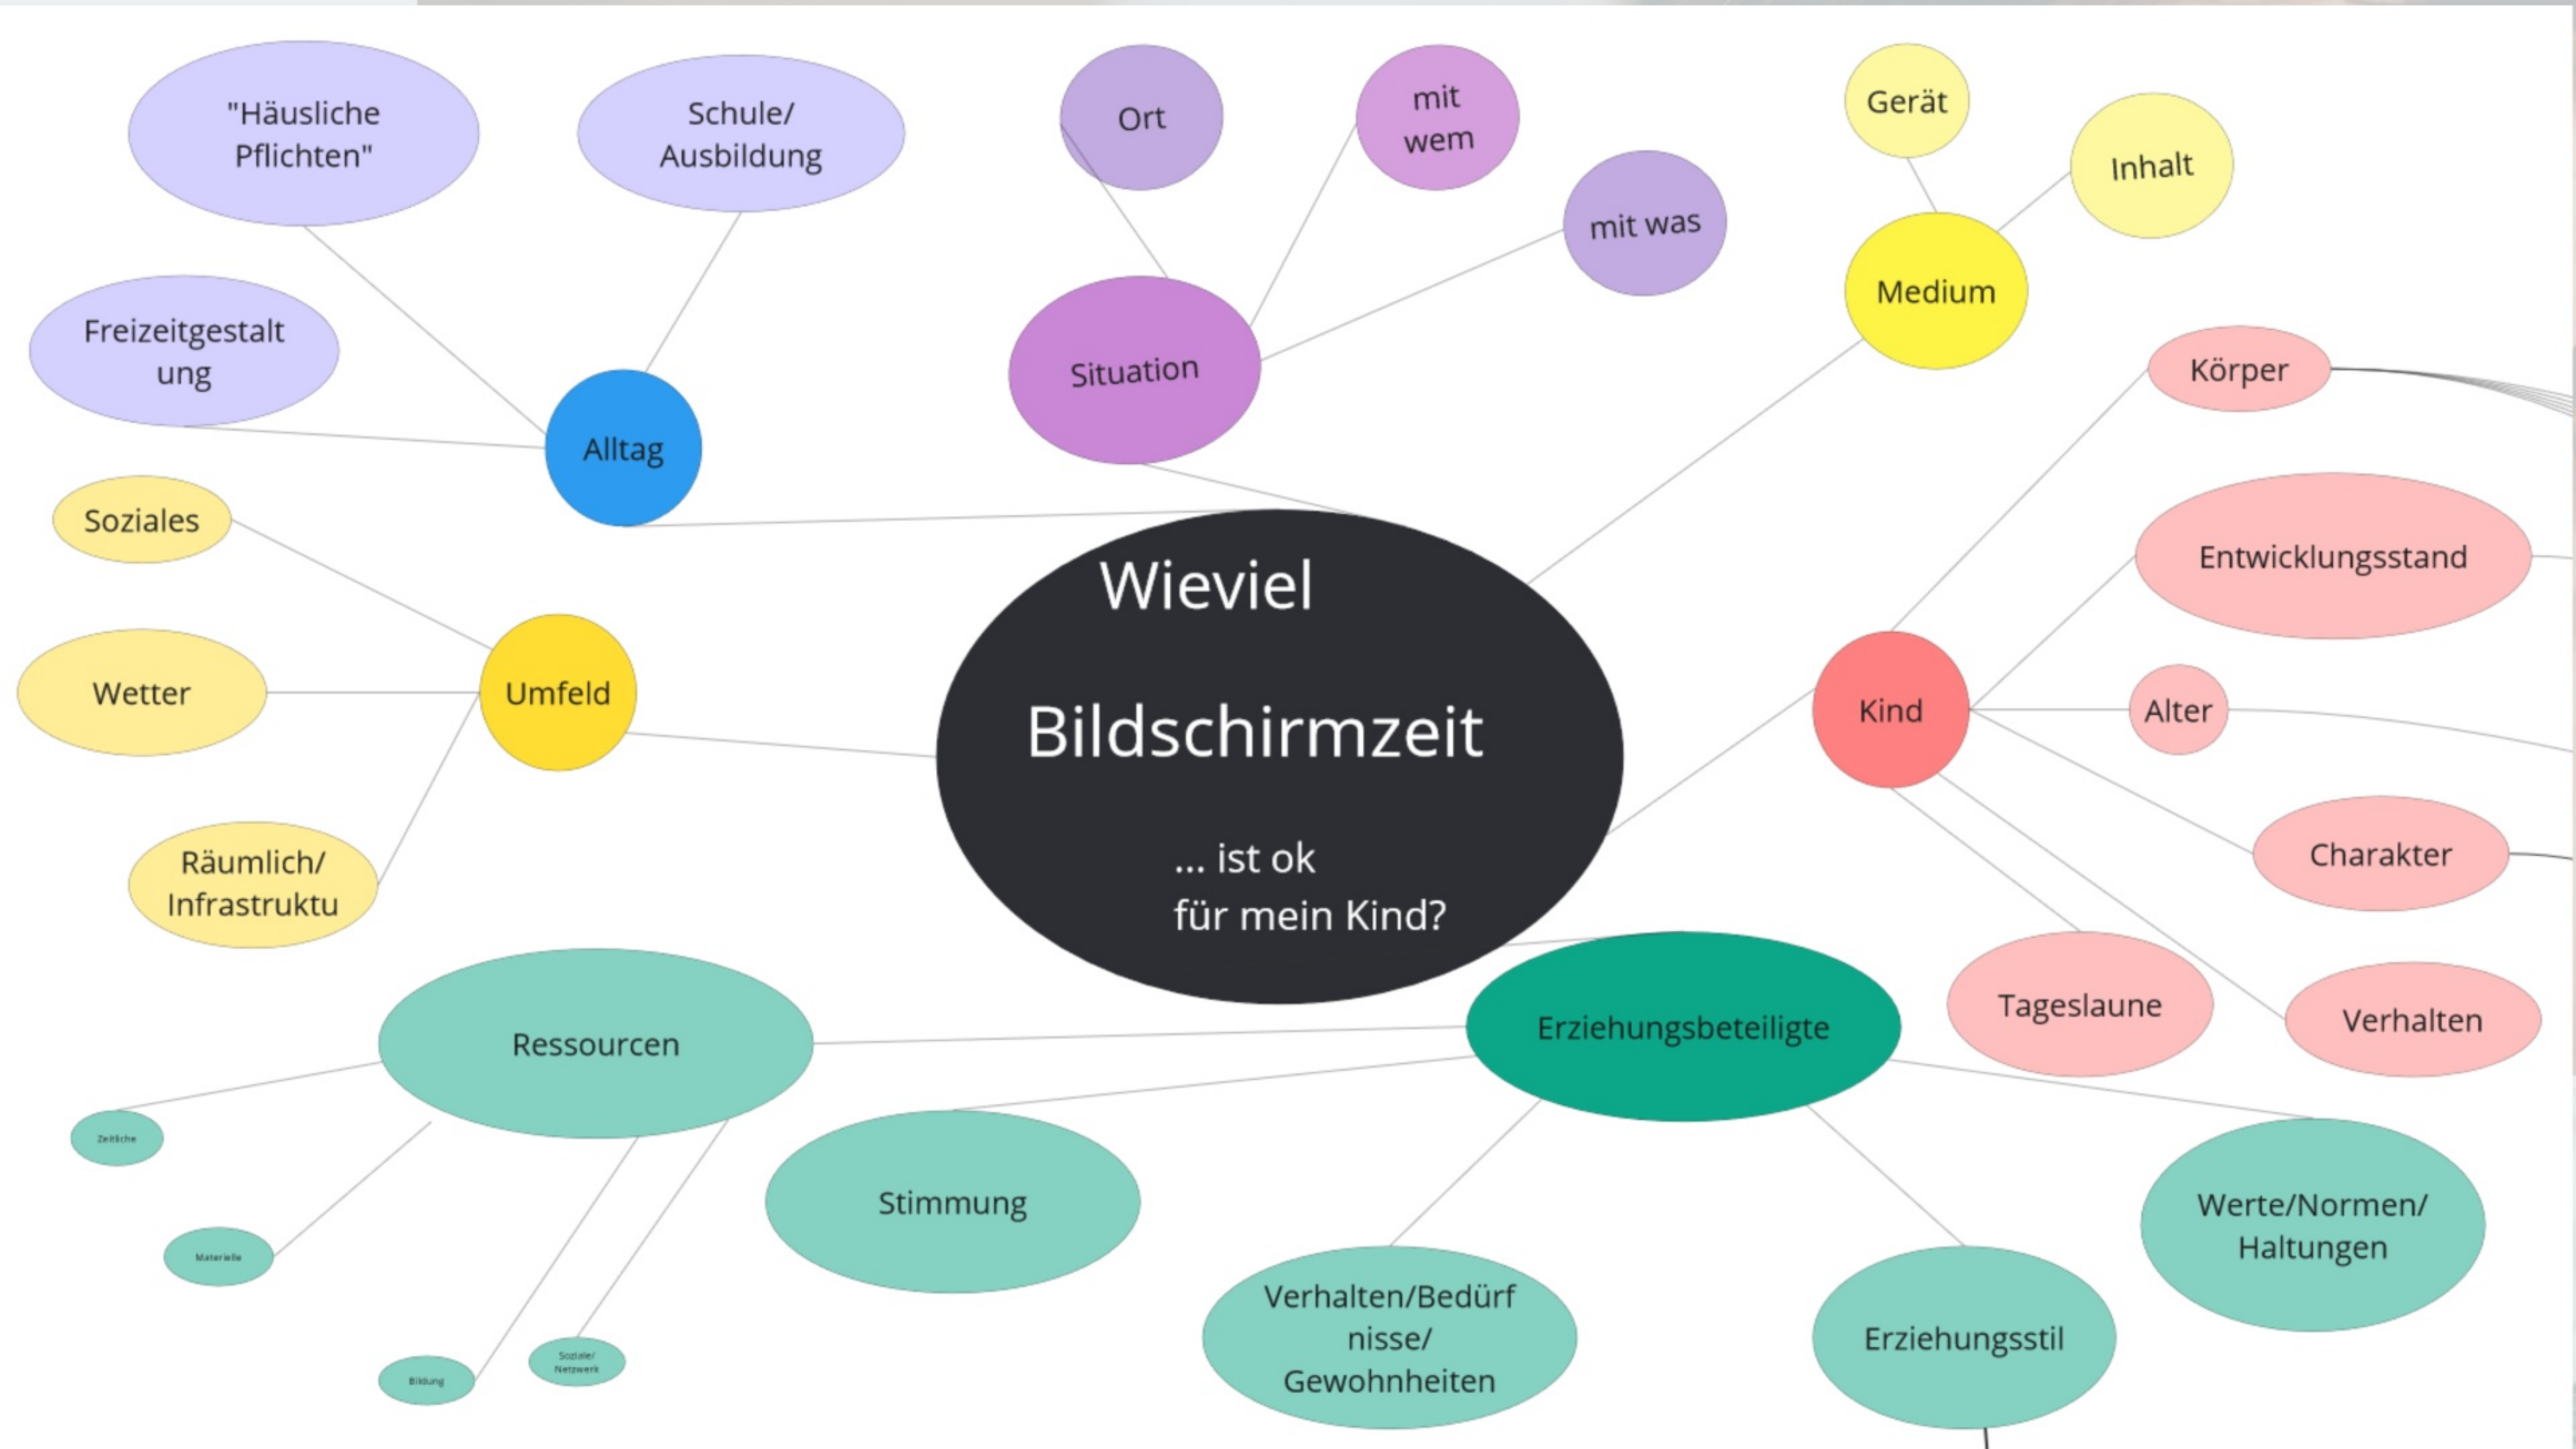 "Häusliche
Pflichten"
Schule/
Ausbildung
Ort
mit
wem
mit was
Gerät
Inhalt
Medium
Freizeitgestalt
ung
Situation
Körper
Alltag
Soziales
Entwicklungsstand
Wieviel
Bildschirmzeit
... ist ok
für mein Kind?
Wetter
Umfeld
Kind
Alter
Räumlich/
Infrastruktu
Charakter
Tageslaune
Verhalten
Ressourcen
Erziehungsbeteiligte
Zeitliche
Materielle
Bildung
Soziale/
Netzwerk
Stimmung
Verhalten/Bedürf
nisse/
Gewohnheiten
Erziehungsstil
Werte/Normen/
Haltungen